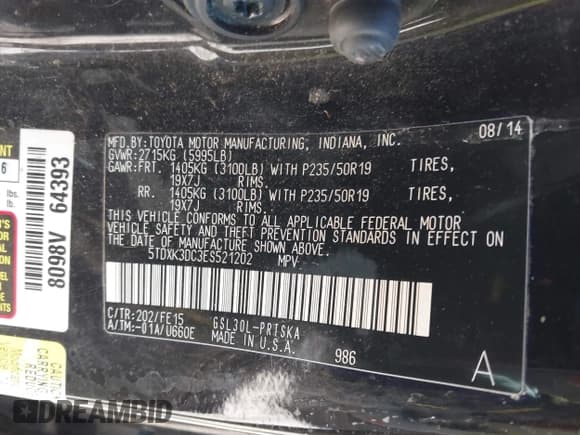 MFD.BY:TOYOTA MOTOR MANUFACTURING, INDIANA, INC. 08/14
GVWR:2715KG (5995LB)
GAWR:FRT. 1405KG (3100LB) WITH P235/50R19 TIRES,
19X7J RIMS.
RR. 1405KG (3100LB) WITH P235/50R19 TIRES,
19X7J RIMS.
THIS VEHICLE CONFORMS TO ALL APPLICABLE FEDERAL MOTOR
VEHICLE SAFETY AND THEFT PREVENTION STANDARDS IN EFFECT ON
THE DATE OF MANUFACTURE SHOWN ABOVE.
5TDXK3DC3ES521202 MPV
C/TR:202/FE15 GSL30L-PRTSKA
A/TM:-01A/U660E MADE IN U.S.A.
986
A
8098V 64393
6
lbs.
lb.
DREAMBID